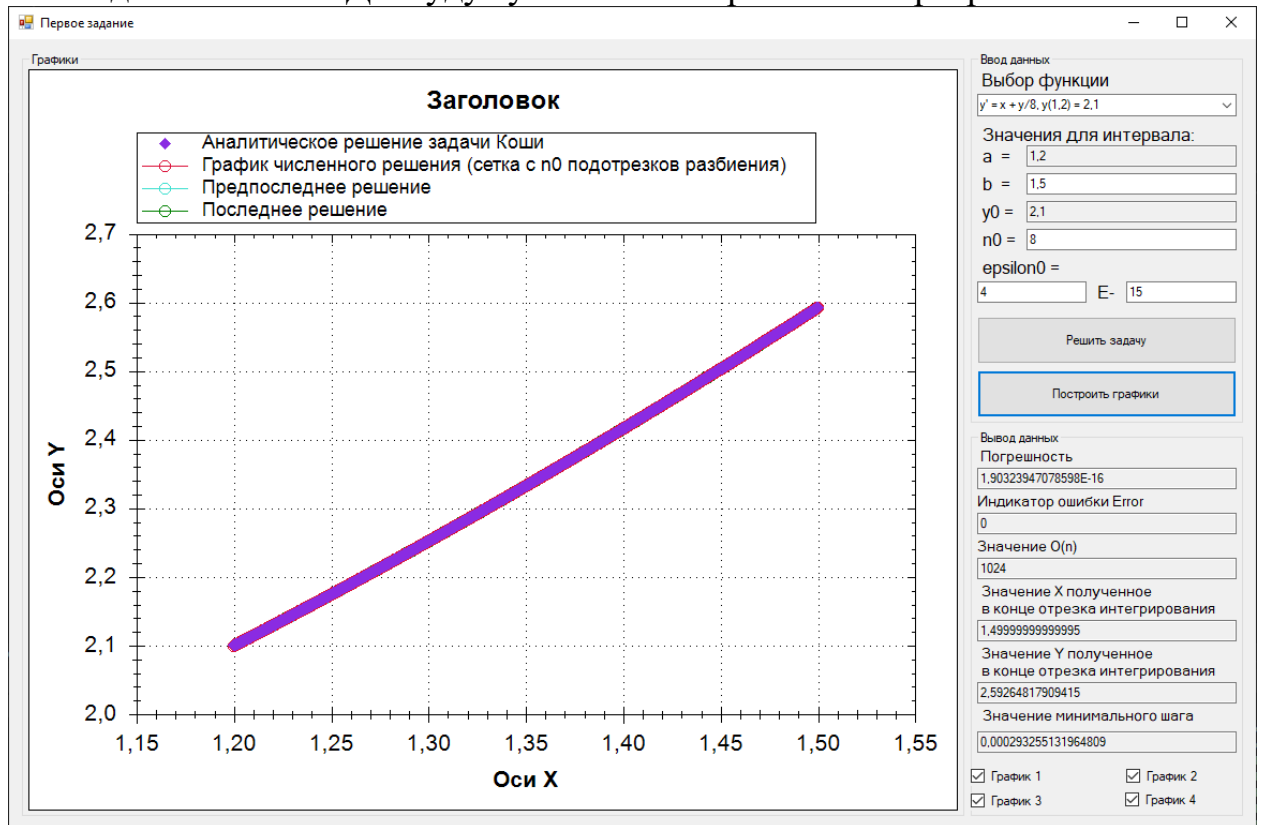 Первое задание
Графики
Заголовок
Аналитическое решение задачи Коши
График численного решения (сетка с n0 подотрезков разбиения)
Предпоследнее решение
Последнее решение
2,7
2,6
2,5
2,4
2,3
2,2
2,1
2,0
Оси Y
1,15 1,20 1,25 1,30 1,35 1,40 1,45 1,50 1,55
Оси X
Ввод данных
Выбор функции
y' = x + y/8, y(1,2) = 2,1
Значения для интервала:
a = 1,2
b = 1,5
y0 = 2,1
n0 = 8
epsilon0 =
4 E- 15
Решить задачу
Построить графики
Вывод данных
Погрешность
1,90323947078598E-16
Индикатор ошибки Error
0
Значение O(n)
1024
Значение X полученное
в конце отрезка интегрирования
1,49999999999995
Значение Y полученное
в конце отрезка интегрирования
2,59264817909415
Значение минимального шага
0,000293255131964809
График 1 График 2
График 3 График 4